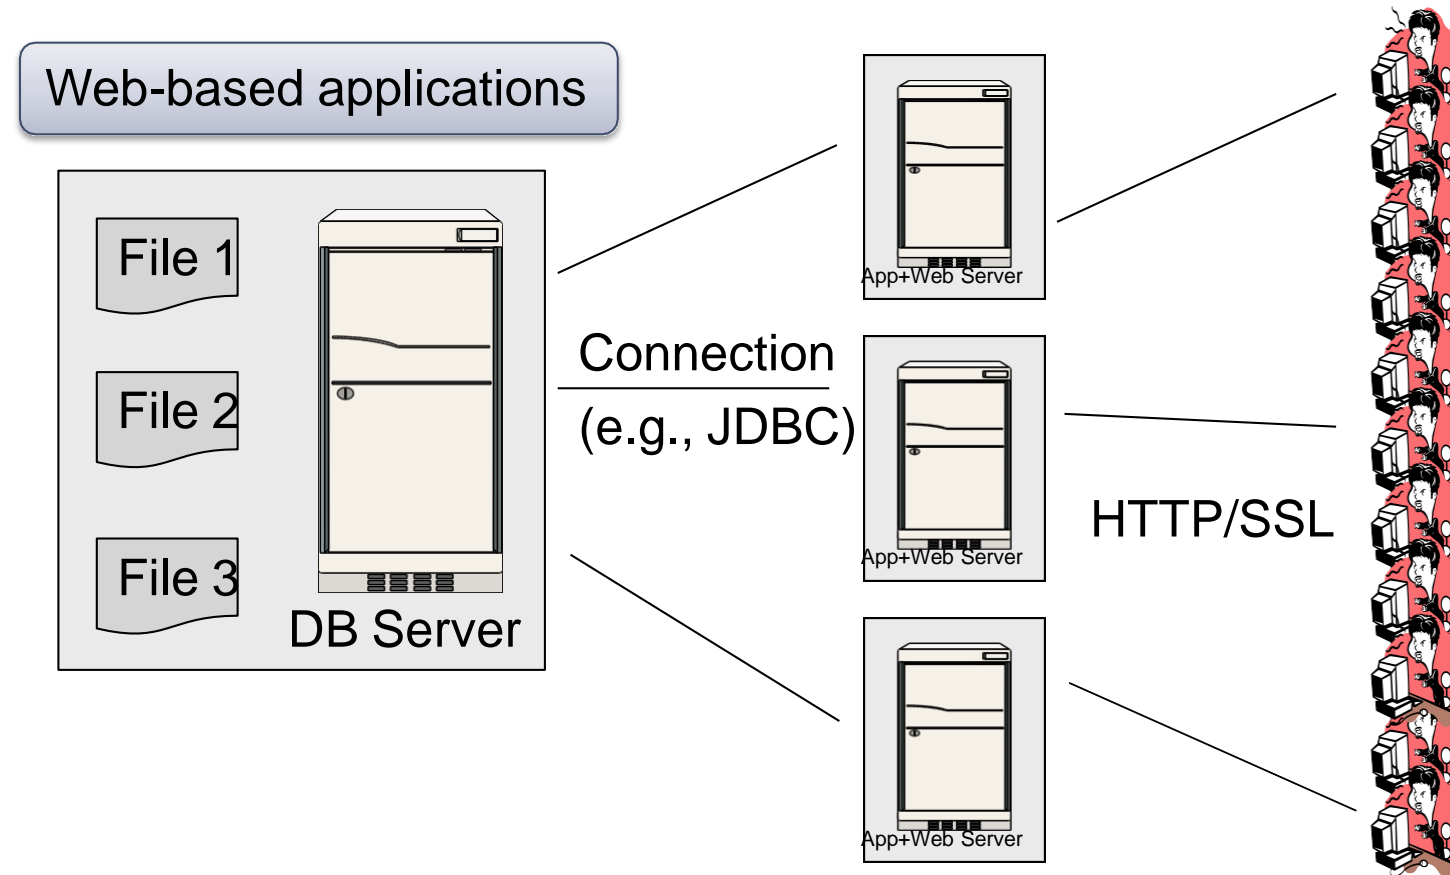 Web-based applications
File 1
File 2
File 3
DB Server
Connection
(e.g., JDBC)
App+Web Server
App+Web Server
App+Web Server
HTTP/SSL